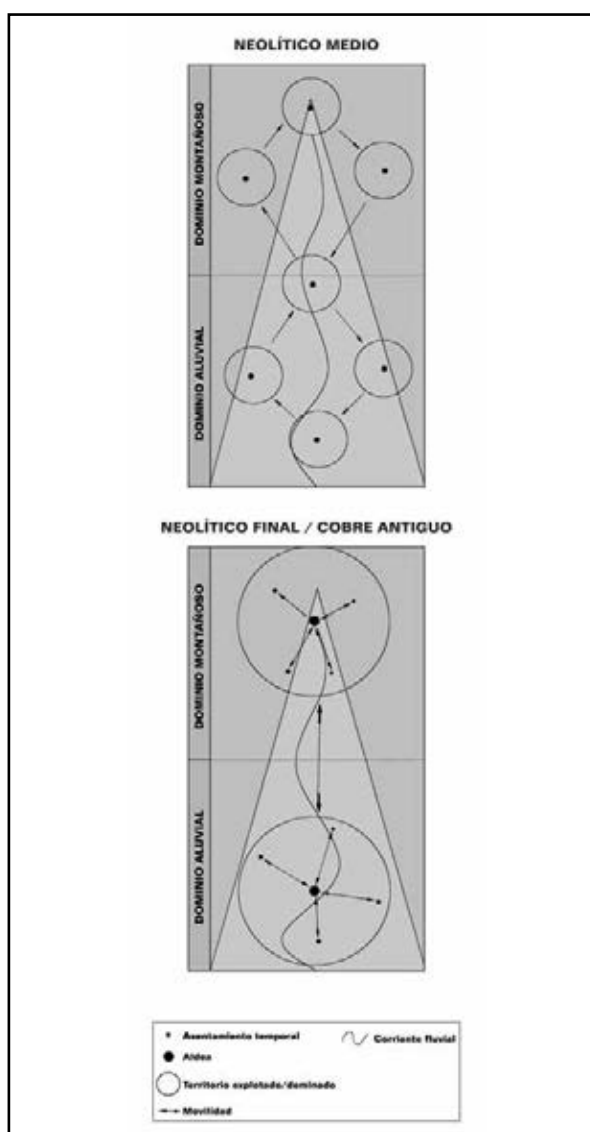 NEOLÍTICO MEDIO
DOMINIO MONTAÑOSO
DOMINIO ALUVIAL
NEOLÍTICO FINAL / COBRE ANTIGUO
DOMINIO MONTAÑOSO
DOMINIO ALUVIAL
Asentamiento temporal
Corriente fluvial
Aldea
Territorio explotado/dominado
Movilidad